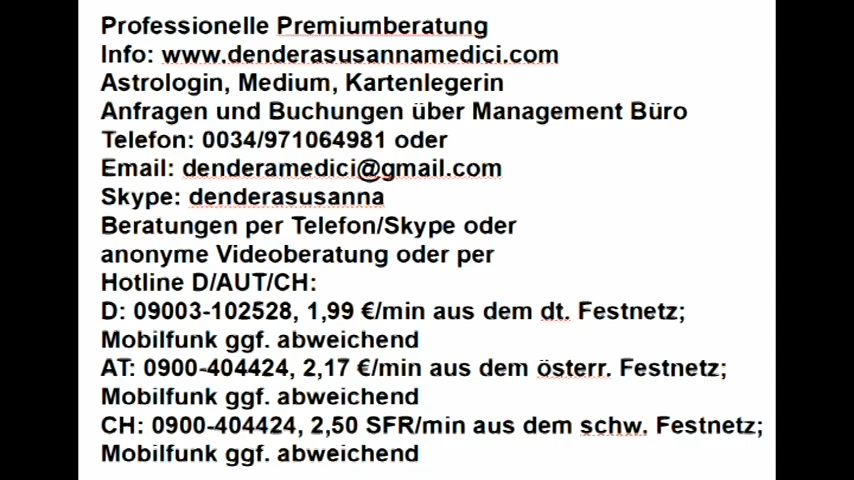 Professionelle Premiumberatung
Info: www.denderasusannamedici.com
Astrologin, Medium, Kartenlegerin
Anfragen und Buchungen über Management Büro
Telefon: 0034/971064981 oder
Email: denderamedici@gmail.com
Skype: denderasusanna
Beratungen per Telefon/Skype oder
anonyme Videoberatung oder per
Hotline D/AUT/CH:
D: 09003-102528, 1,99 €/min aus dem dt. Festnetz;
Mobilfunk ggf. abweichend
AT: 0900-404424, 2,17 €/min aus dem österr. Festnetz;
Mobilfunk ggf. abweichend
CH: 0900-404424, 2,50 SFR/min aus dem schw. Festnetz;
Mobilfunk ggf. abweichend